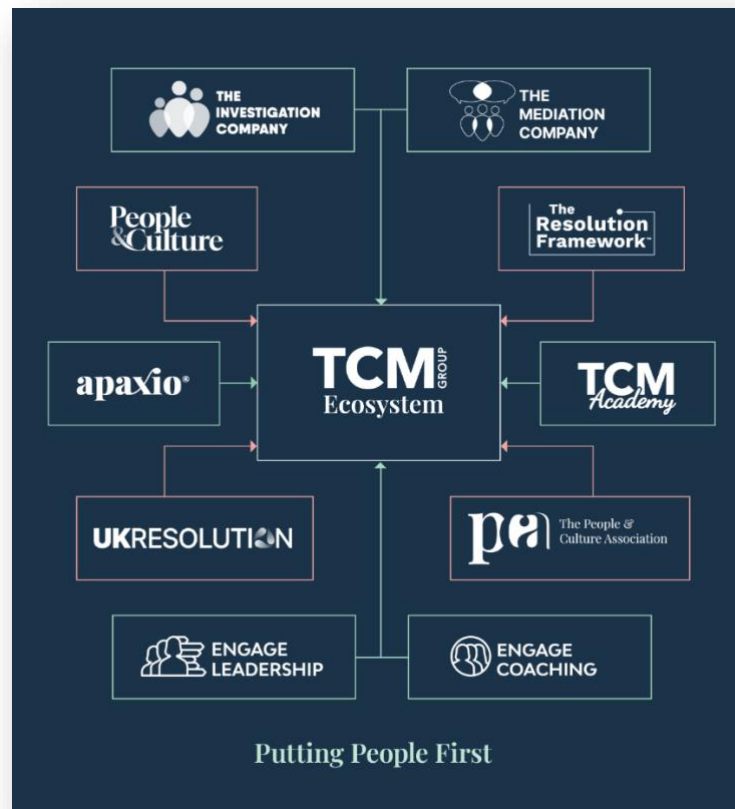 THE
INVESTIGATION
COMPANY
THE
MEDIATION
COMPANY
People
&Culture
The
Resolution
Framework™
TCM GROUP
Ecosystem
apaxio®
TCM
Academy
UKRESOLUTION
pca
The People &
Culture Association
ENGAGE
LEADERSHIP
ENGAGE
COACHING
Putting People First